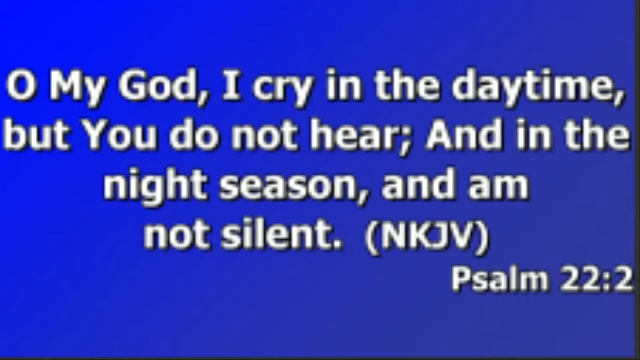 O My God, I cry in the daytime,
but You do not hear; And in the
night season, and am
not silent.  (NKJV)
Psalm 22:2